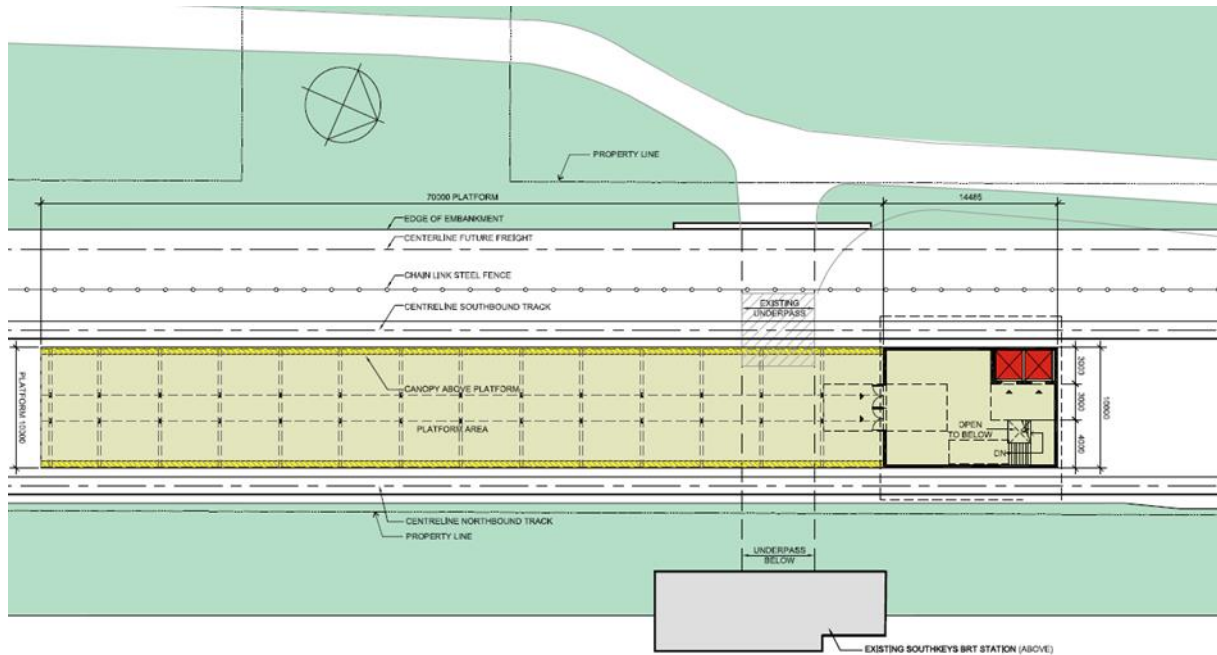 PROPERTY LINE
70000 PLATFORM
14485
EDGE OF EMBANKMENT
CENTERLINE FUTURE FREIGHT
CHAIN LINK STEEL FENCE
CENTRELINE SOUTHBOUND TRACK
EXISTING
UNDERPASS
CANOPY ABOVE PLATFORM
PLATFORM AREA
3000
10000
4000
OPEN
TO BELOW
DN
CENTRELINE NORTHBOUND TRACK
PROPERTY LINE
UNDERPASS
BELOW
EXISTING SOUTHKEYS BRT STATION (ABOVE)